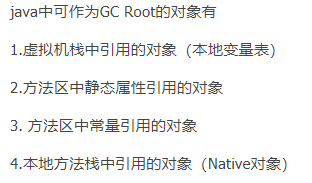 java中可作为GC Root的对象有
1.虚拟机栈中引用的对象（本地变量表）
2.方法区中静态属性引用的对象
3. 方法区中常量引用的对象
4.本地方法栈中引用的对象（Native对象）